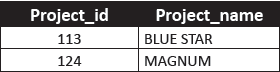 Project_id Project_name
113 BLUE STAR
124 MAGNUM